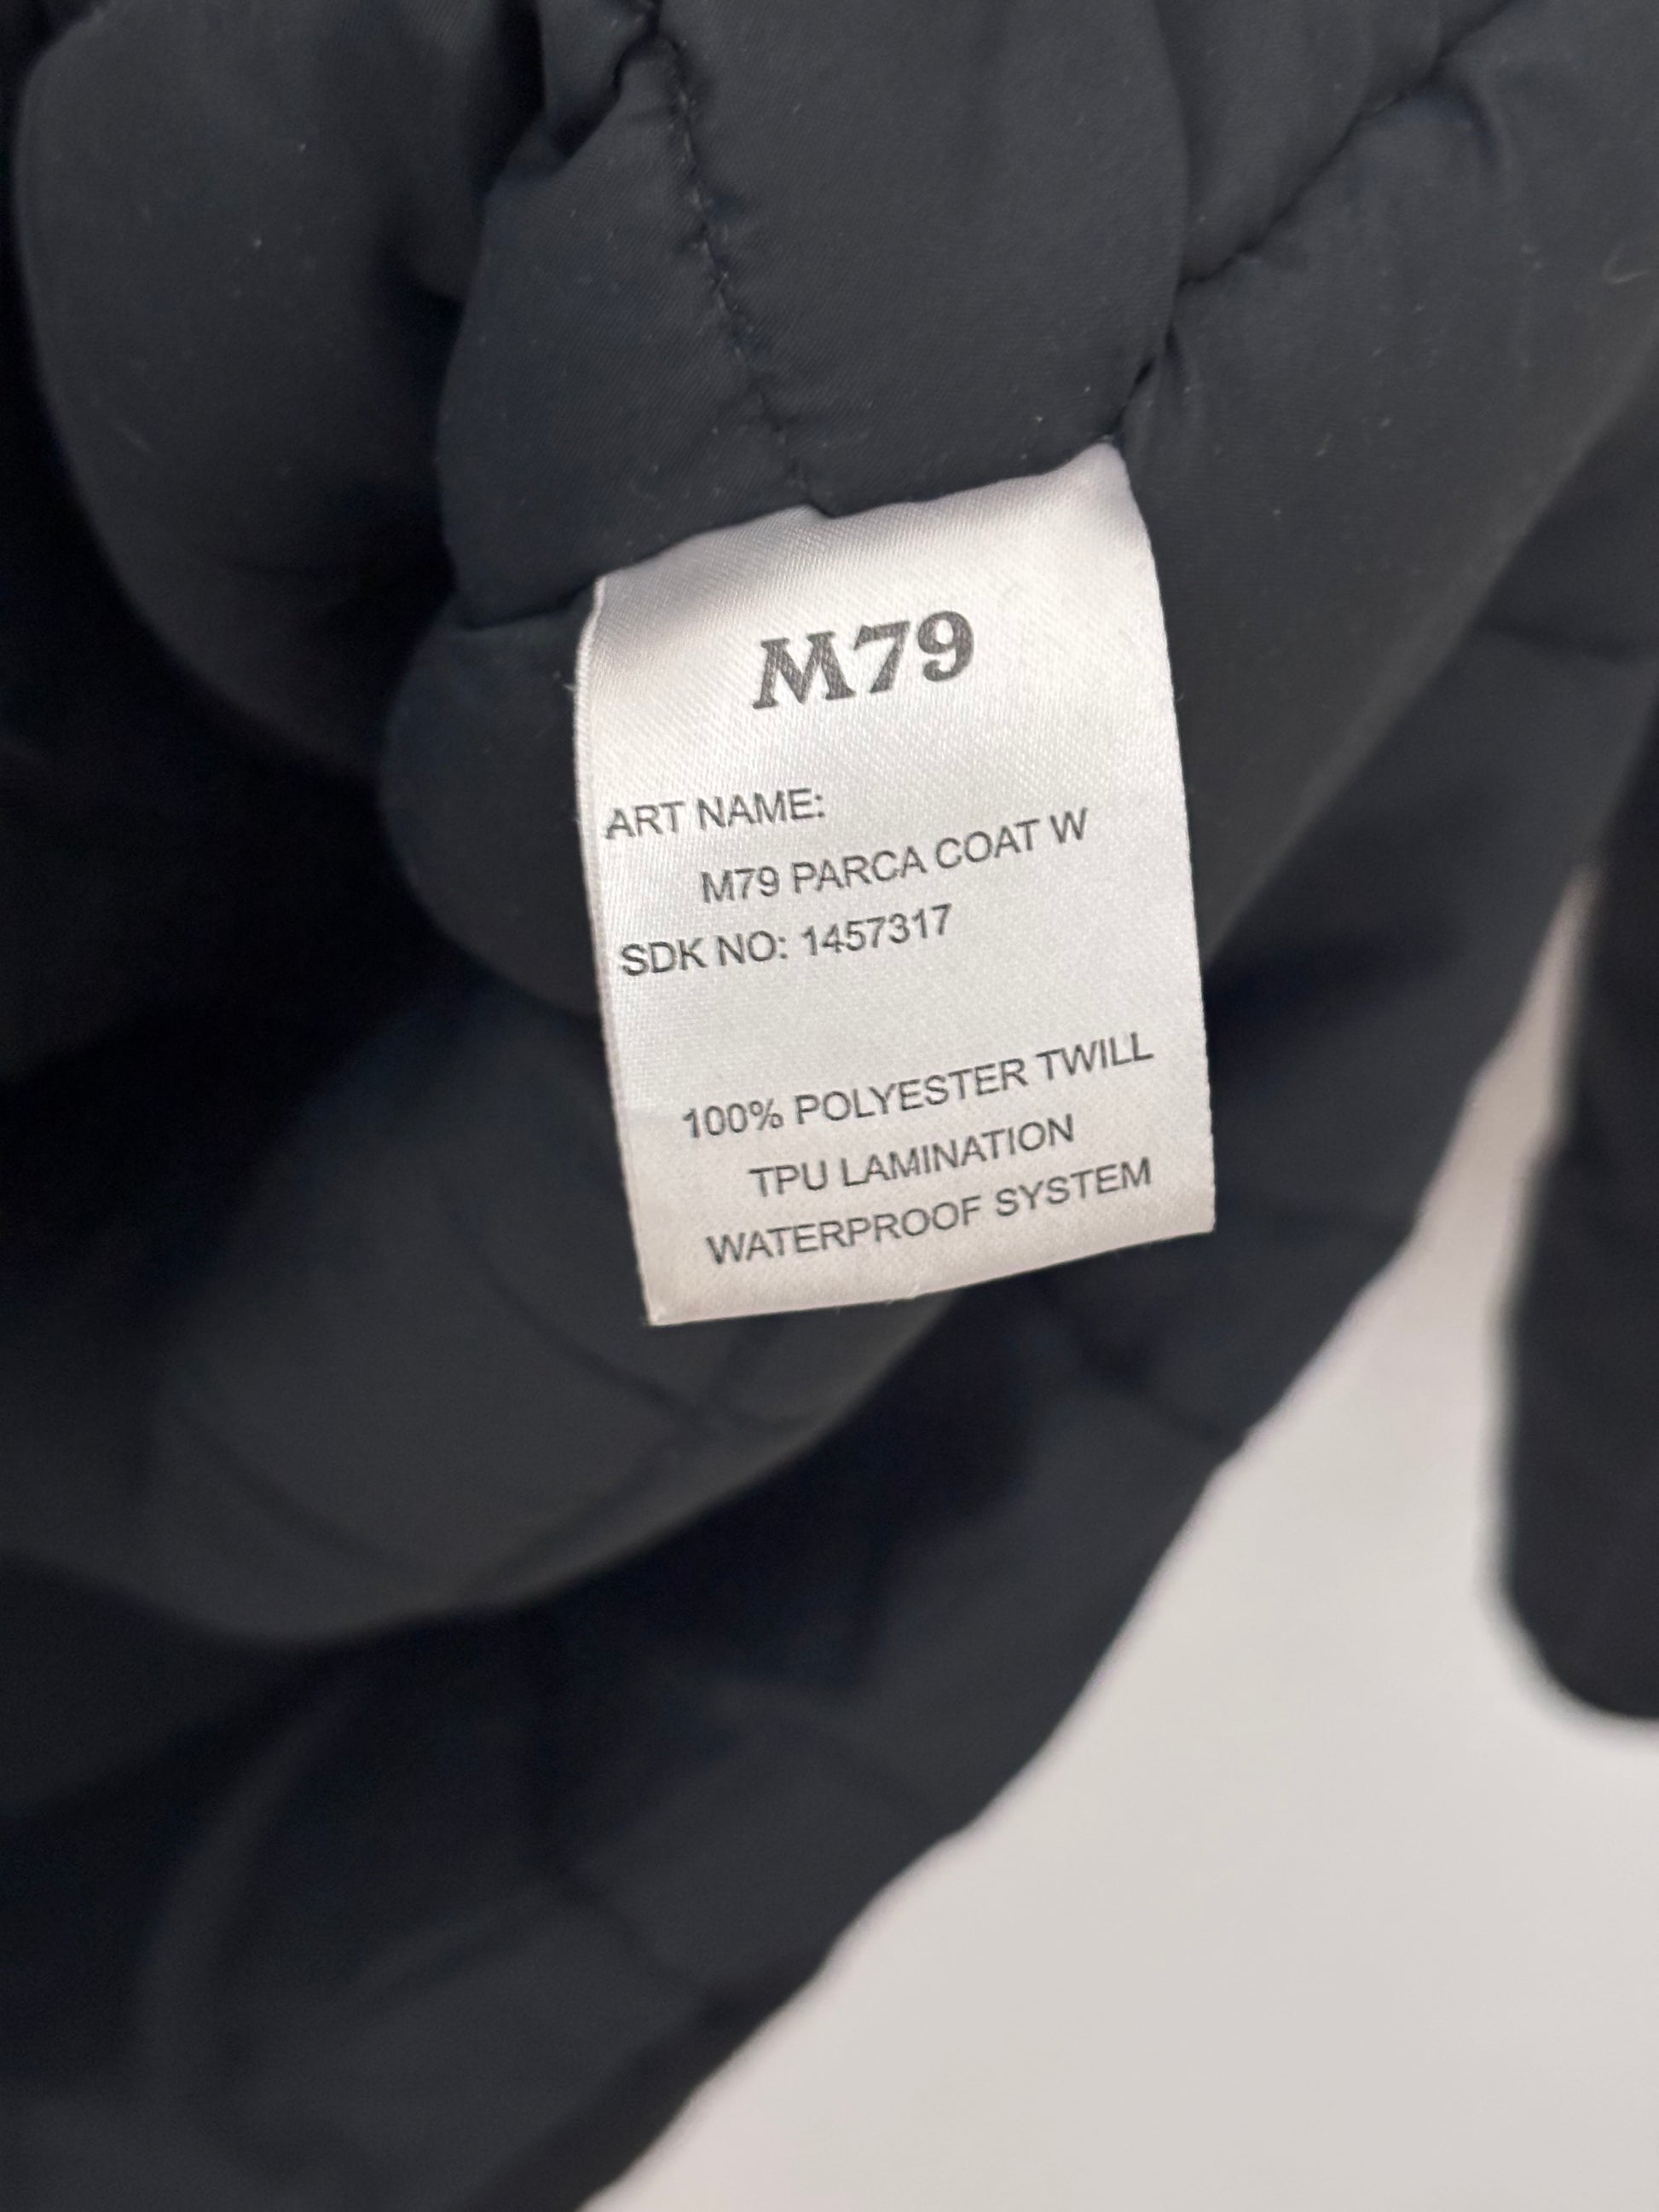 M79
ART NAME:
M79 PARCA COAT W
SDK NO: 1457317
100% POLYESTER TWILL
TPU LAMINATION
WATERPROOF SYSTEM